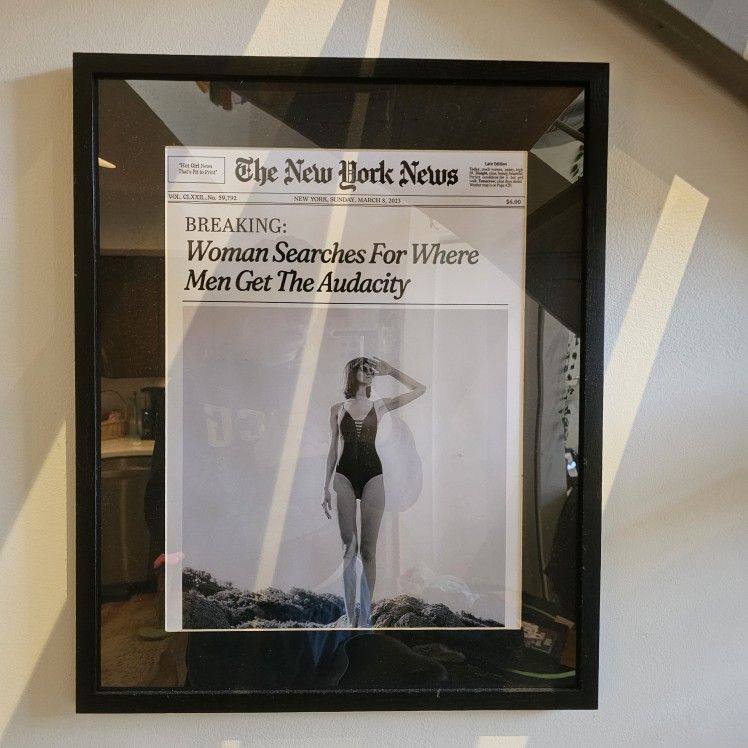 "Hot Girl News
That's Fit to Print"
The New York News
Late Edition
VOL. CLXXII., No. 59,792
NEW YORK, SUNDAY, MARCH 8, 2023
$6.00
BREAKING:
Woman Searches For Where
Men Get The Audacity